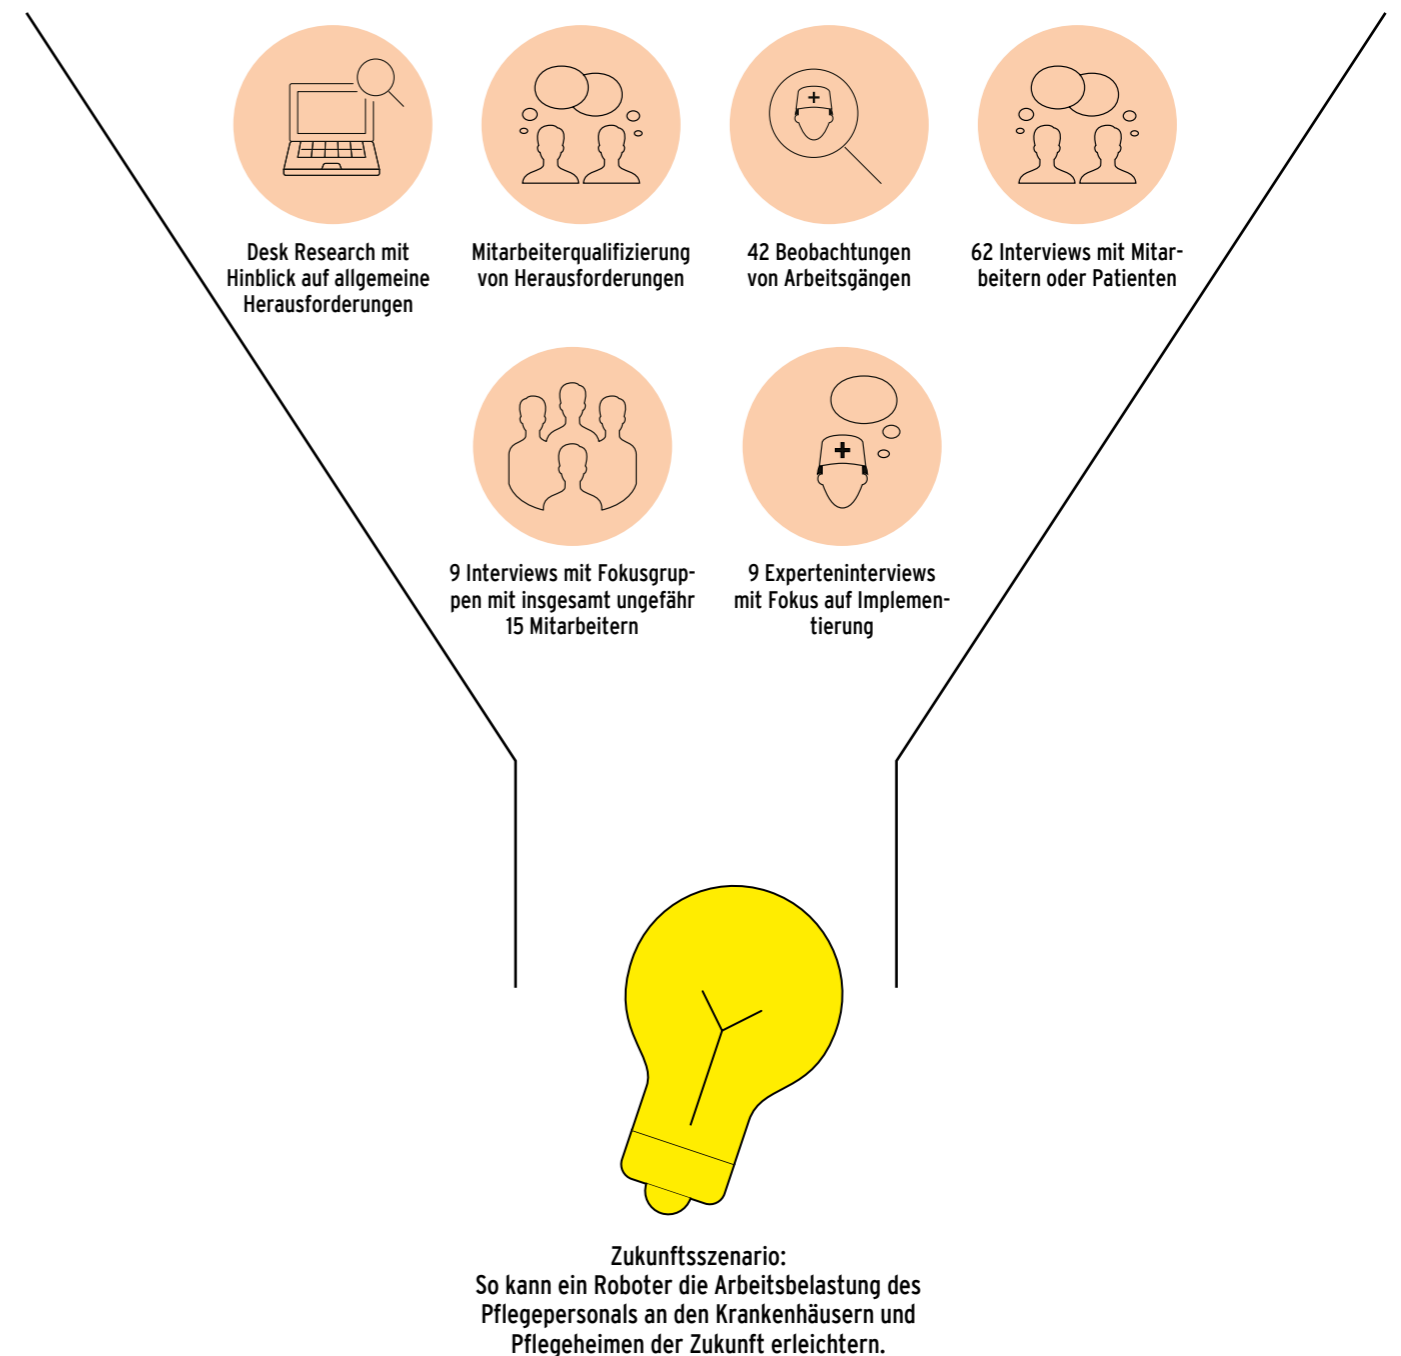 Desk Research mit
Hinblick auf allgemeine
Herausforderungen
Mitarbeiterqualifizierung
von Herausforderungen
42 Beobachtungen
von Arbeitsgängen
62 Interviews mit Mitar-
beitern oder Patienten
9 Interviews mit Fokusgrup-
pen mit insgesamt ungefähr
15 Mitarbeitern
9 Experteninterviews
mit Fokus auf Implemen-
tierung
Zukunftsszenario:
So kann ein Roboter die Arbeitsbelastung des
Pflegepersonals an den Krankenhäusern und
Pflegeheimen der Zukunft erleichtern.